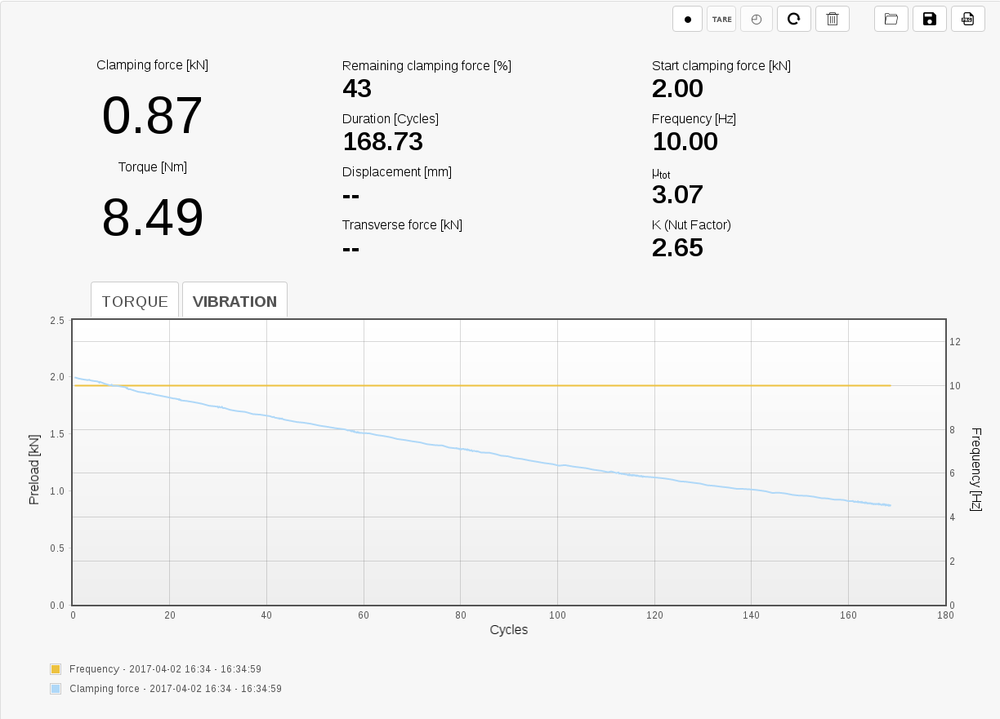 TARE
PNG
Clamping force [kN]
0.87
Torque [Nm]
8.49
Remaining clamping force [%]
43
Duration [Cycles]
168.73
Displacement [mm]
--
Transverse force [kN]
--
Start clamping force [kN]
2.00
Frequency [Hz]
10.00
μtot
3.07
K (Nut Factor)
2.65
TORQUE
VIBRATION
Preload [kN]
2.5
2.0
1.5
1.0
0.5
0.0
12
10
8
6
4
2
0
Frequency [Hz]
0 20 40 60 80 100 120 140 160 180
Cycles
Frequency - 2017-04-02 16:34 - 16:34:59
Clamping force - 2017-04-02 16:34 - 16:34:59